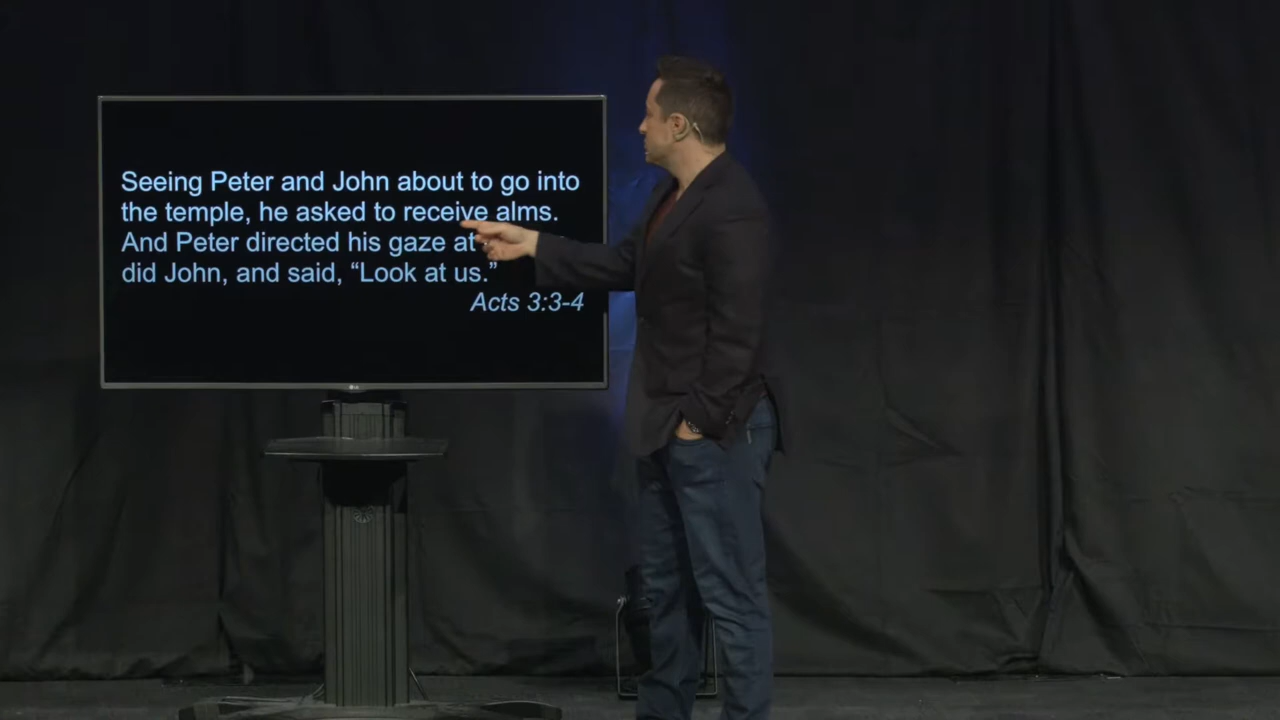 Seeing Peter and John about to go into
the temple, he asked to receive alms.
And Peter directed his gaze at
did John, and said, “Look at us.”
Acts 3:3-4
LG